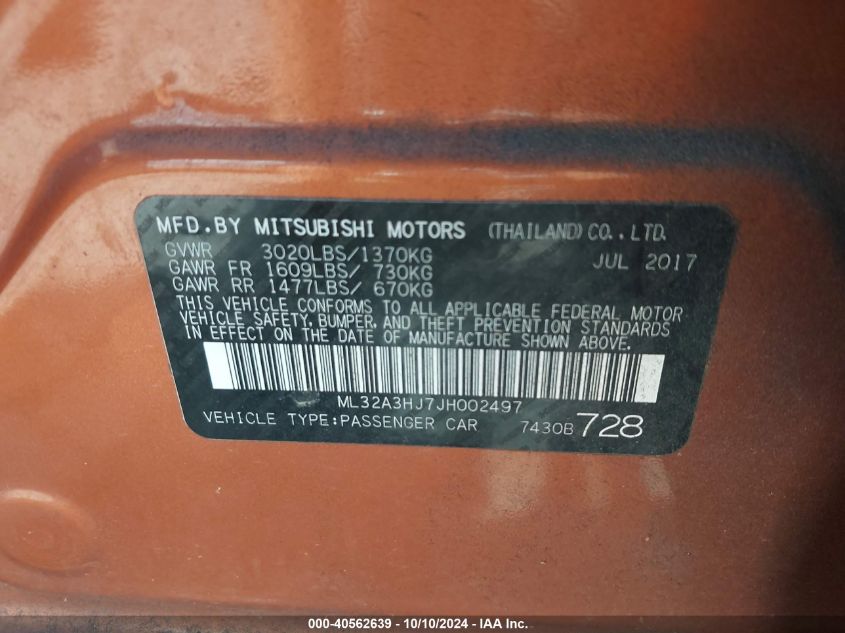 MFD.BY MITSUBISHI MOTORS (THAILAND) CO., LTD.
GVWR 3020LBS/1370KG JUL 2017
GAWR FR 1609LBS/ 730KG
GAWR RR 1477LBS/ 670KG
THIS VEHICLE CONFORMS TO ALL APPLICABLE FEDERAL MOTOR
VEHICLE SAFETY, BUMPER, AND THEFT PREVENTION STANDARDS
IN EFFECT ON THE DATE OF MANUFACTURE SHOWN ABOVE.
ML32A3HJ7JH002497
VEHICLE TYPE:PASSENGER CAR 7430B 728
000-40562639 - 10/10/2024 - IAA Inc.